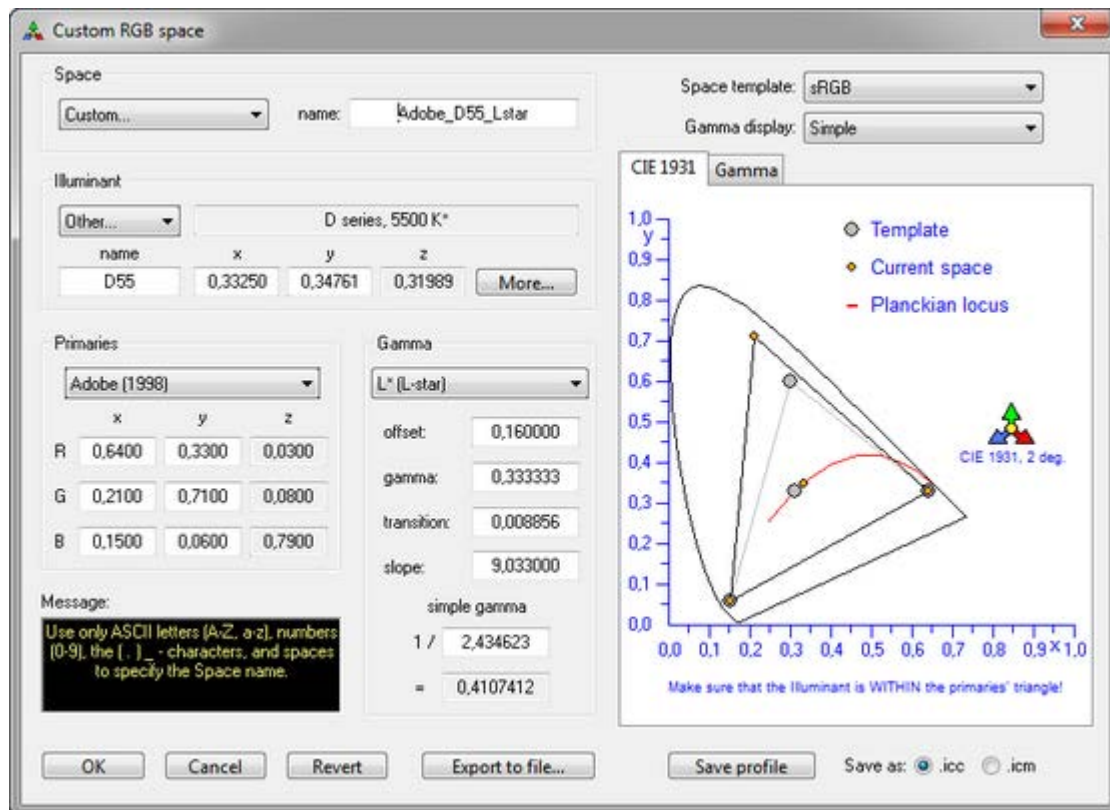 Custom RGB space
Space
Custom...
name:
Adobe_D55_Lstar
Space template:
sRGB
Gamma display:
Simple
Illuminant
Other...
D series, 5500 K*
name x y z
D55 0,33250 0,34761 0,31989 More...
Primaries
Adobe (1998)
x y z
R 0,6400 0,3300 0,0300
G 0,2100 0,7100 0,0800
B 0,1500 0,0600 0,7900
Gamma
L* (L-star)
offset: 0,160000
gamma: 0,333333
transition: 0,008856
slope: 9,033000
simple gamma
1 / 2,434623
= 0,4107412
Message:
Use only ASCII letters (A-Z, a-z), numbers
(0-9), the ( . ) _ - characters, and spaces
to specify the Space name.
CIE 1931 Gamma
1,0
y
0,9
0,8
0,7
0,6
0,5
0,4
0,3
0,2
0,1
0,0
0,0 0,1 0,2 0,3 0,4 0,5 0,6 0,7 0,8 0,9 x 1,0
Template
Current space
Planckian locus
CIE 1931, 2 deg.
Make sure that the Illuminant is WITHIN the primaries' triangle!
OK Cancel Revert Export to file... Save profile Save as: .icc .icm